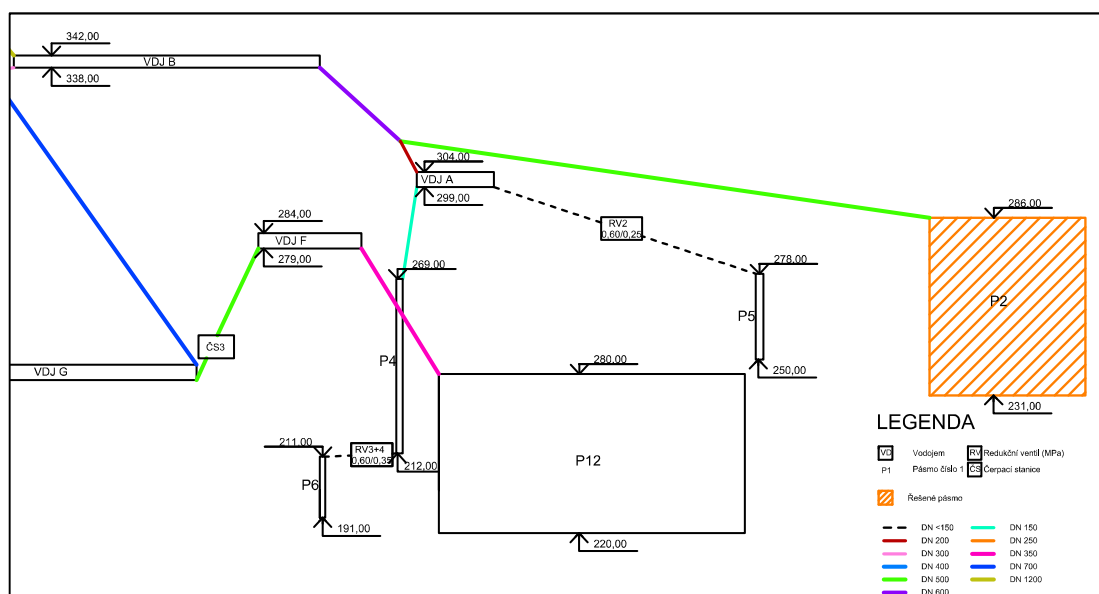 342,00
VDJ B
338,00
304,00
VDJ A
299,00
RV2
0,60/0,25
286,00
284,00
VDJ F
279,00
269,00
278,00
P2
P5
ČS3
VDJ G
P4
280,00
250,00
231,00
LEGENDA
211,00
RV3+4
0,60/0,35
212,00
P12
P6
191,00
220,00
VD Vodojem
RV Redukční ventil (MPa)
P1 Pásmo číslo 1
ČS Čerpací stanice
Řešené pásmo
DN <150
DN 150
DN 200
DN 250
DN 300
DN 350
DN 400
DN 700
DN 500
DN 1200
DN 600